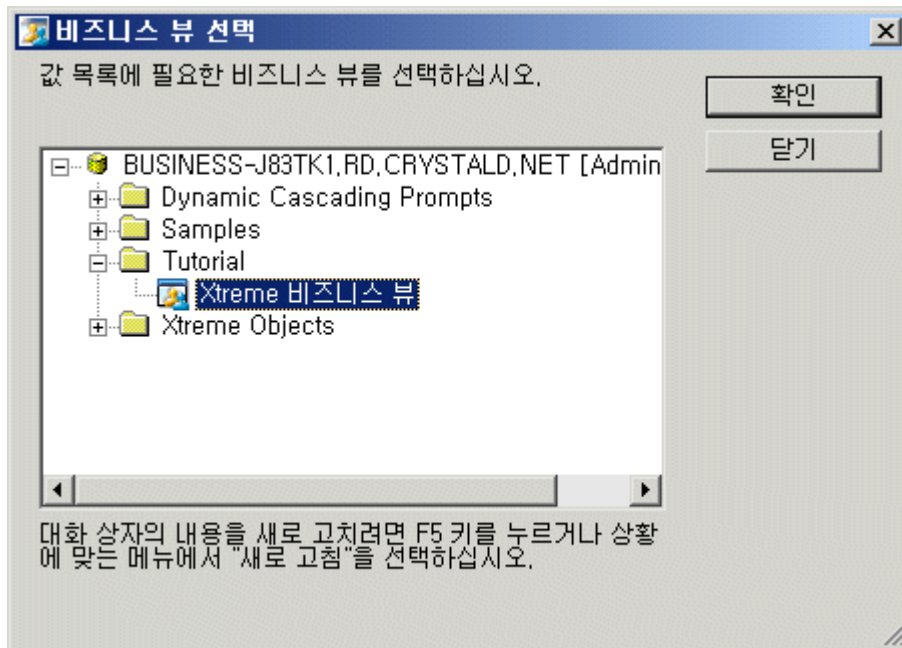 비즈니스 뷰 선택
값 목록에 필요한 비즈니스 뷰를 선택하십시오.
확인
닫기
BUSINESS-J83TK1.RD.CRYSTALD.NET [Admin
Dynamic Cascading Prompts
Samples
Tutorial
Xtreme 비즈니스 뷰
Xtreme Objects
대화 상자의 내용을 새로 고치려면 F5 키를 누르거나 상황
에 맞는 메뉴에서 "새로 고침"을 선택하십시오.